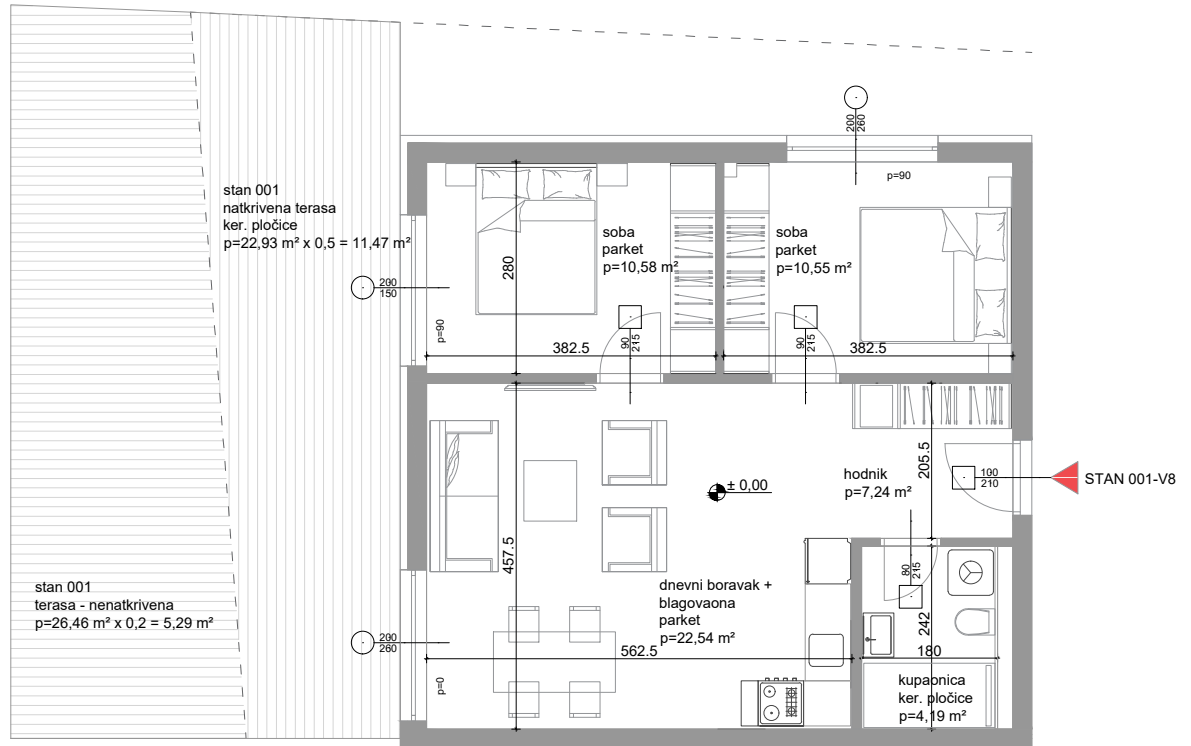 200
260
p=90
stan 001
natkrivena terasa
ker. pločice
p=22,93 m² x 0,5 = 11,47 m²
soba
parket
p=10,58 m²
soba
parket
p=10,55 m²
280
200
150
p=90
90
215
90
215
382.5
382.5
205.5
hodnik
p=7,24 m²
100
210
STAN 001-V8
± 0,00
457.5
80
215
stan 001
terasa - nenatkrivena
p=26,46 m² x 0,2 = 5,29 m²
dnevni boravak +
blagovaona
parket
p=22,54 m²
242
200
260
562.5
180
p=0
kupaonica
ker. pločice
p=4,19 m²